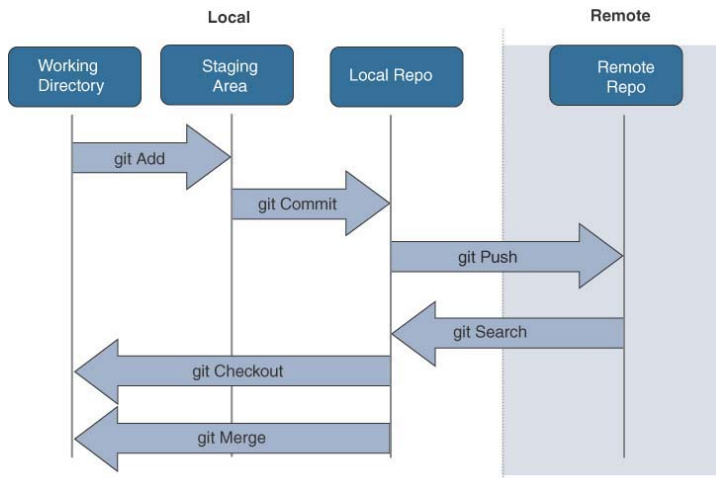 Local
Remote
Working
Directory
Staging
Area
Local Repo
Remote
Repo
git Add
git Commit
git Push
git Search
git Checkout
git Merge